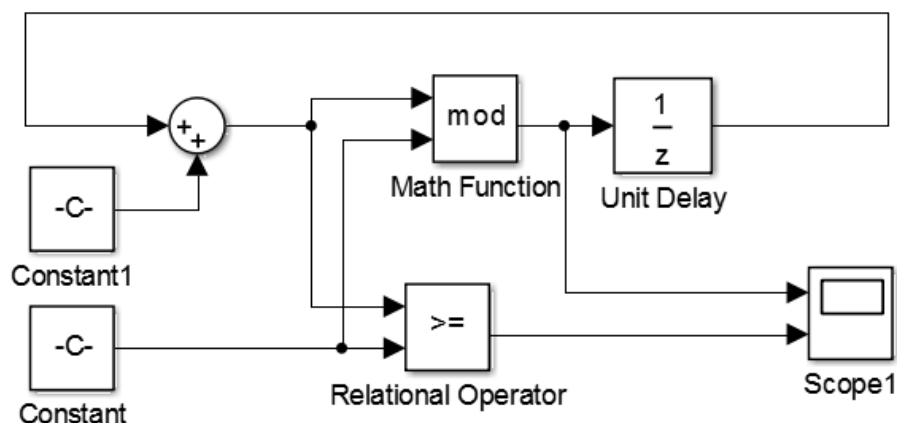 +
+
-C-
Constant1
-C-
Constant
mod
Math Function
1
z
Unit Delay
>=
Relational Operator
Scope1